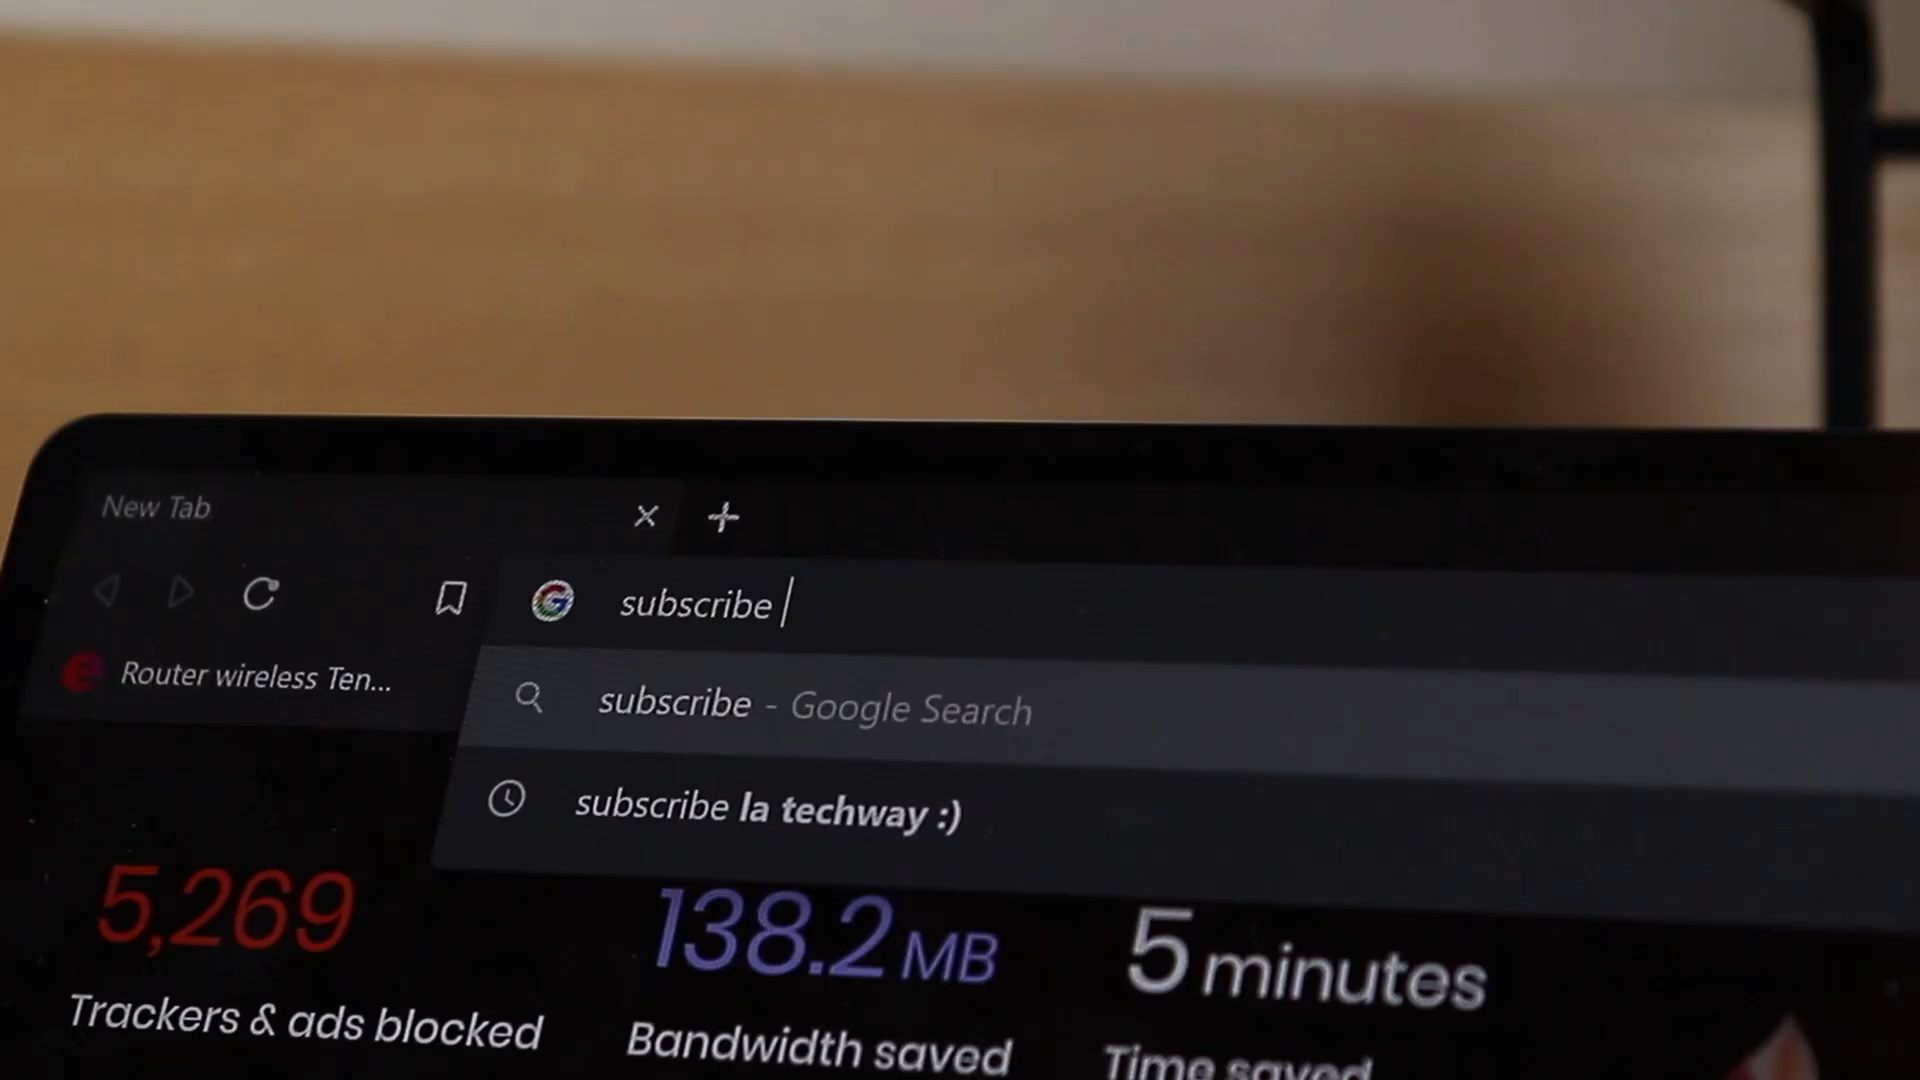 New Tab
subscribe
Router wireless Ten...
subscribe - Google Search
subscribe la techway :)
5,269
138.2 MB
5 minutes
Trackers & ads blocked
Bandwidth saved
Time saved